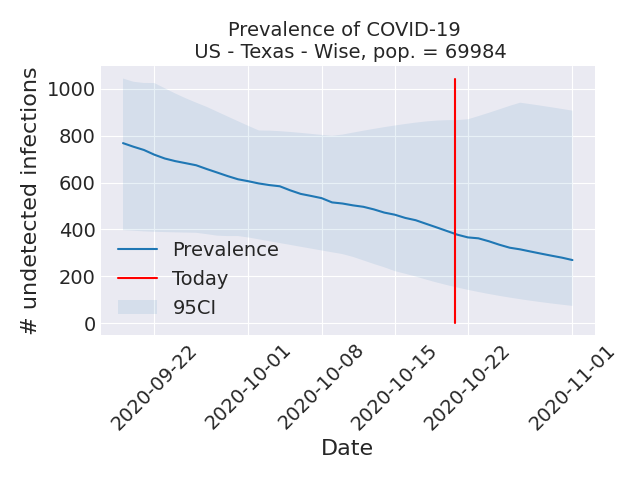 Prevalence of COVID-19
US - Texas - Wise, pop. = 69984
# undetected infections
1000
800
600
400
200
0
Prevalence
Today
95CI
2020-09-22
2020-10-01
2020-10-08
2020-10-15
2020-10-22
2020-11-01
Date